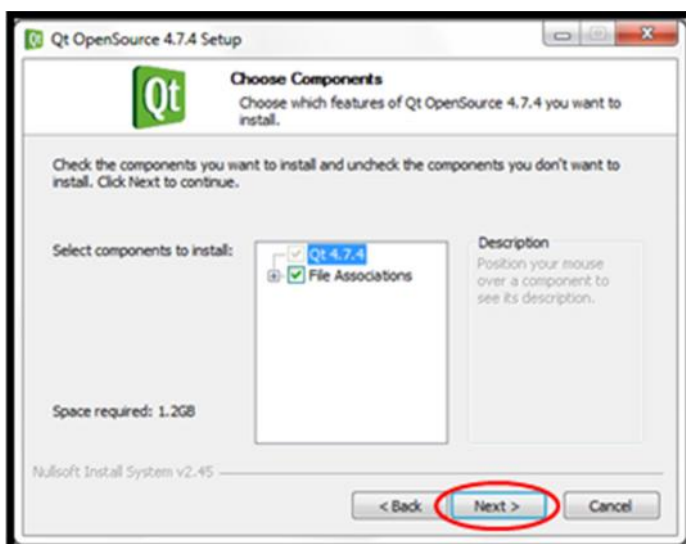 Qt OpenSource 4.7.4 Setup
Qt
Choose Components
Choose which features of Qt OpenSource 4.7.4 you want to
install.
Check the components you want to install and uncheck the components you don't want to
install. Click Next to continue.
Select components to install:
Qt 4.7.4
File Associations
Description
Position your mouse
over a component to
see its description.
Space required: 1.2GB
Nullsoft Install System v2.45
< Back
Next >
Cancel